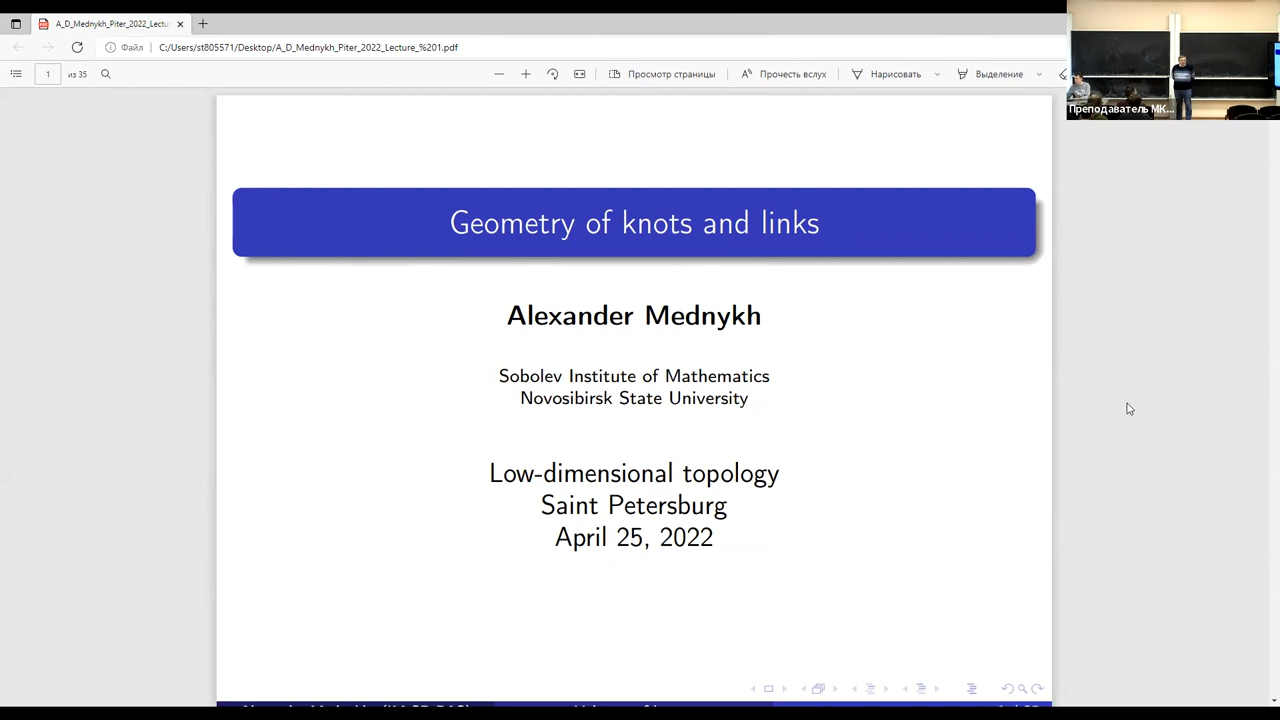 A_D_Mednykh_Piter_2022_Lectu
Файл
C:/Users/st805571/Desktop/A_D_Mednykh_Piter_2022_Lecture_%201.pdf
1 из 35
Просмотр страницы
Прочесть вслух
Нарисовать
Выделение
Преподаватель МК...
Geometry of knots and links
Alexander Mednykh
Sobolev Institute of Mathematics
Novosibirsk State University
Low-dimensional topology
Saint Petersburg
April 25, 2022